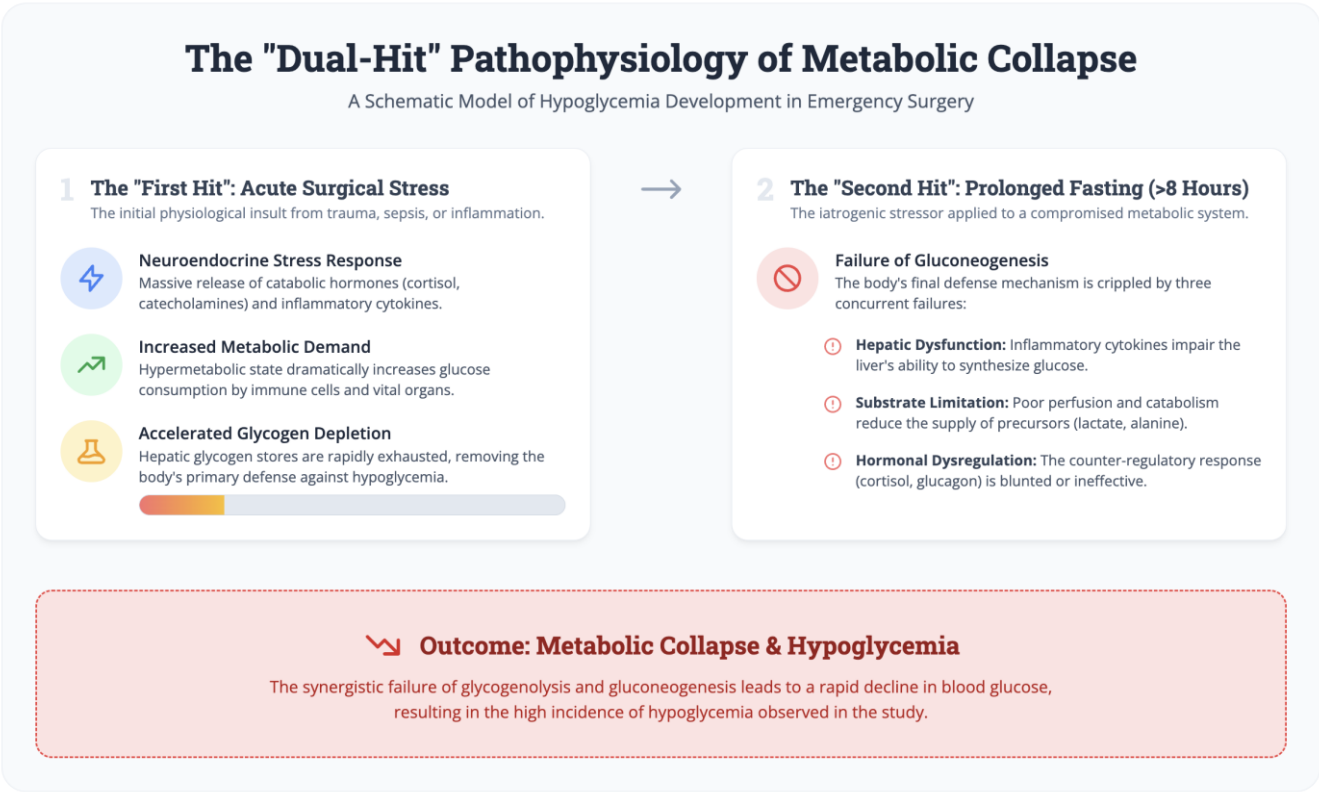 The "Dual-Hit" Pathophysiology of Metabolic Collapse
A Schematic Model of Hypoglycemia Development in Emergency Surgery
1 The "First Hit": Acute Surgical Stress
The initial physiological insult from trauma, sepsis, or inflammation.
Neuroendocrine Stress Response
Massive release of catabolic hormones (cortisol,
catecholamines) and inflammatory cytokines.
Increased Metabolic Demand
Hypermetabolic state dramatically increases glucose
consumption by immune cells and vital organs.
Accelerated Glycogen Depletion
Hepatic glycogen stores are rapidly exhausted, removing the
body's primary defense against hypoglycemia.
2 The "Second Hit": Prolonged Fasting (>8 Hours)
The iatrogenic stressor applied to a compromised metabolic system.
Failure of Gluconeogenesis
The body's final defense mechanism is crippled by three
concurrent failures:
Hepatic Dysfunction: Inflammatory cytokines impair the
liver's ability to synthesize glucose.
Substrate Limitation: Poor perfusion and catabolism
reduce the supply of precursors (lactate, alanine).
Hormonal Dysregulation: The counter-regulatory response
(cortisol, glucagon) is blunted or ineffective.
Outcome: Metabolic Collapse & Hypoglycemia
The synergistic failure of glycogenolysis and gluconeogenesis leads to a rapid decline in blood glucose,
resulting in the high incidence of hypoglycemia observed in the study.